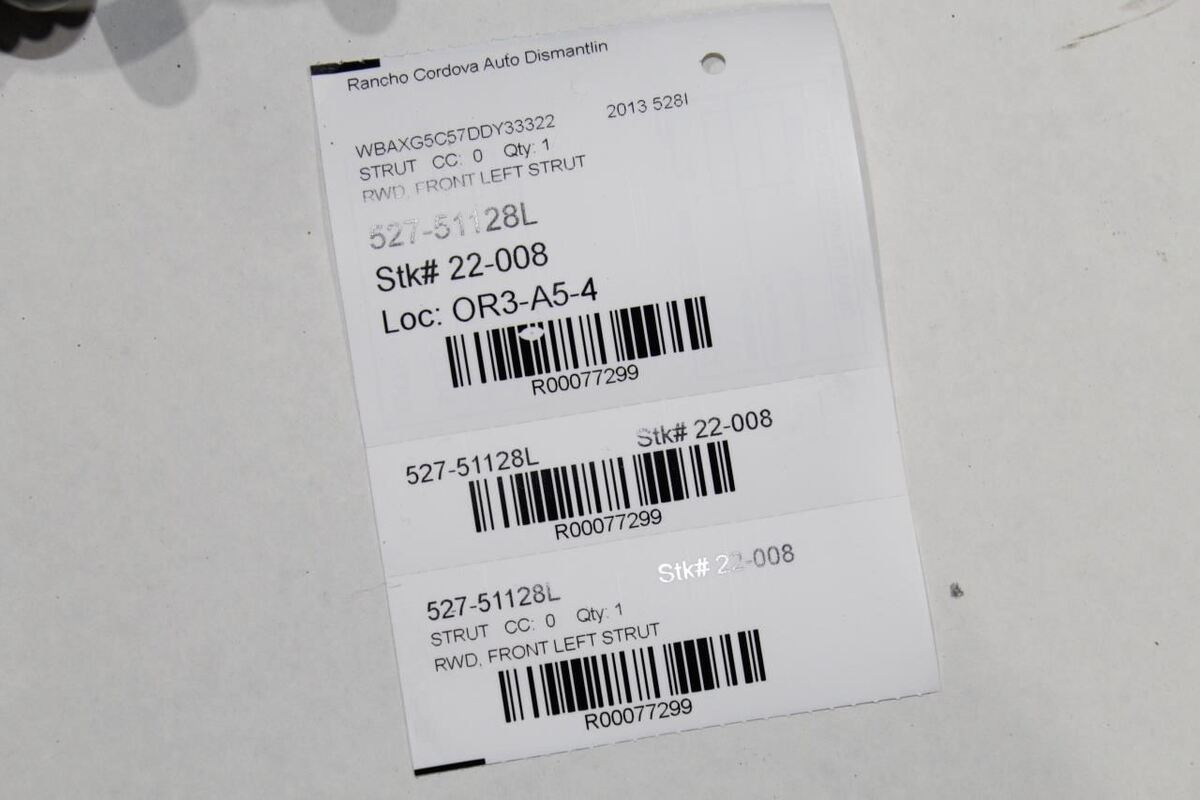 Rancho Cordova Auto Dismantlin
WBAXG5C57DDY33322 2013 528I
STRUT CC: 0 Qty: 1
RWD, FRONT LEFT STRUT
527-51128L
Stk# 22-008
Loc: OR3-A5-4
R00077299
527-51128L Stk# 22-008
R00077299
527-51128L Stk# 22-008
STRUT CC: 0 Qty: 1
RWD, FRONT LEFT STRUT
R00077299